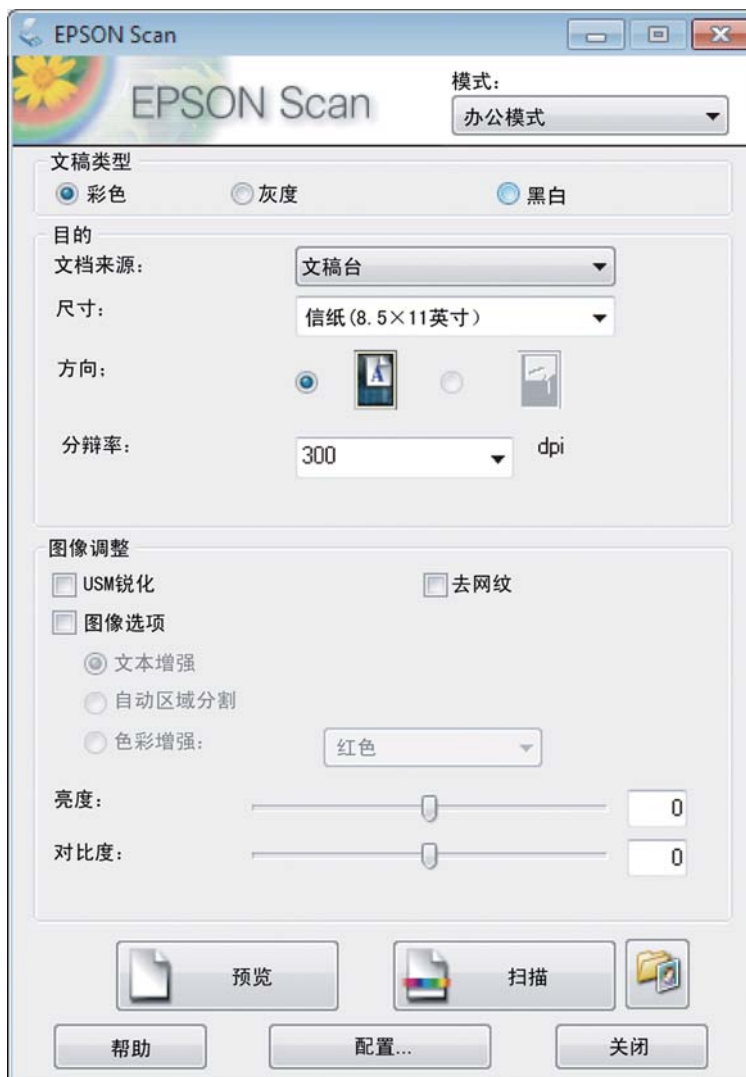 EPSON Scan
EPSON Scan
模式：
办公模式
文稿类型
彩色 灰度 黑白
目的
文档来源：
文稿台
尺寸：
信纸(8.5×11英寸）
方向：
A
分辩率：
300 dpi
图像调整
USM锐化 去网纹
图像选项
文本增强
自动区域分割
色彩增强： 红色
亮度： 0
对比度： 0
预览 扫描
帮助 配置... 关闭